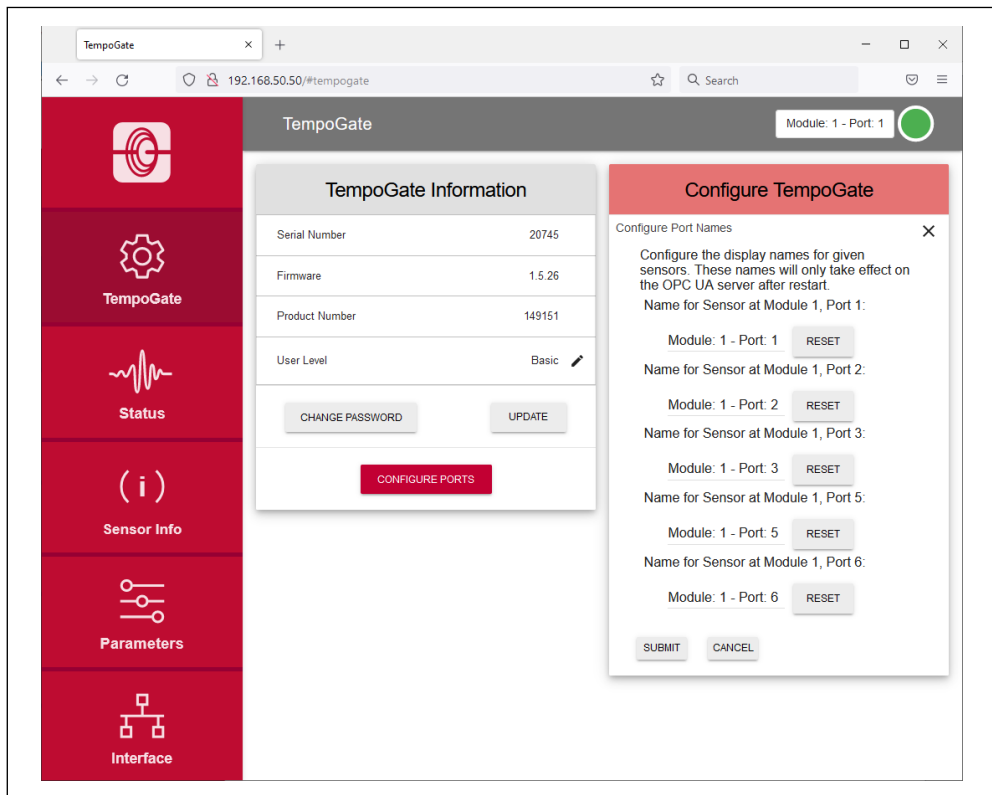 TempoGate
192.168.50.50/#tempogate
Search
TempoGate
Module: 1 - Port: 1
TempoGate
Status
(i)
Sensor Info
Parameters
Interface
TempoGate Information
Serial Number 20745
Firmware 1.5.26
Product Number 149151
User Level Basic
CHANGE PASSWORD UPDATE
CONFIGURE PORTS
Configure TempoGate
Configure Port Names
Configure the display names for given
sensors. These names will only take effect on
the OPC UA server after restart.
Name for Sensor at Module 1, Port 1:
Module: 1 - Port: 1 RESET
Name for Sensor at Module 1, Port 2:
Module: 1 - Port: 2 RESET
Name for Sensor at Module 1, Port 3:
Module: 1 - Port: 3 RESET
Name for Sensor at Module 1, Port 5:
Module: 1 - Port: 5 RESET
Name for Sensor at Module 1, Port 6:
Module: 1 - Port: 6 RESET
SUBMIT CANCEL